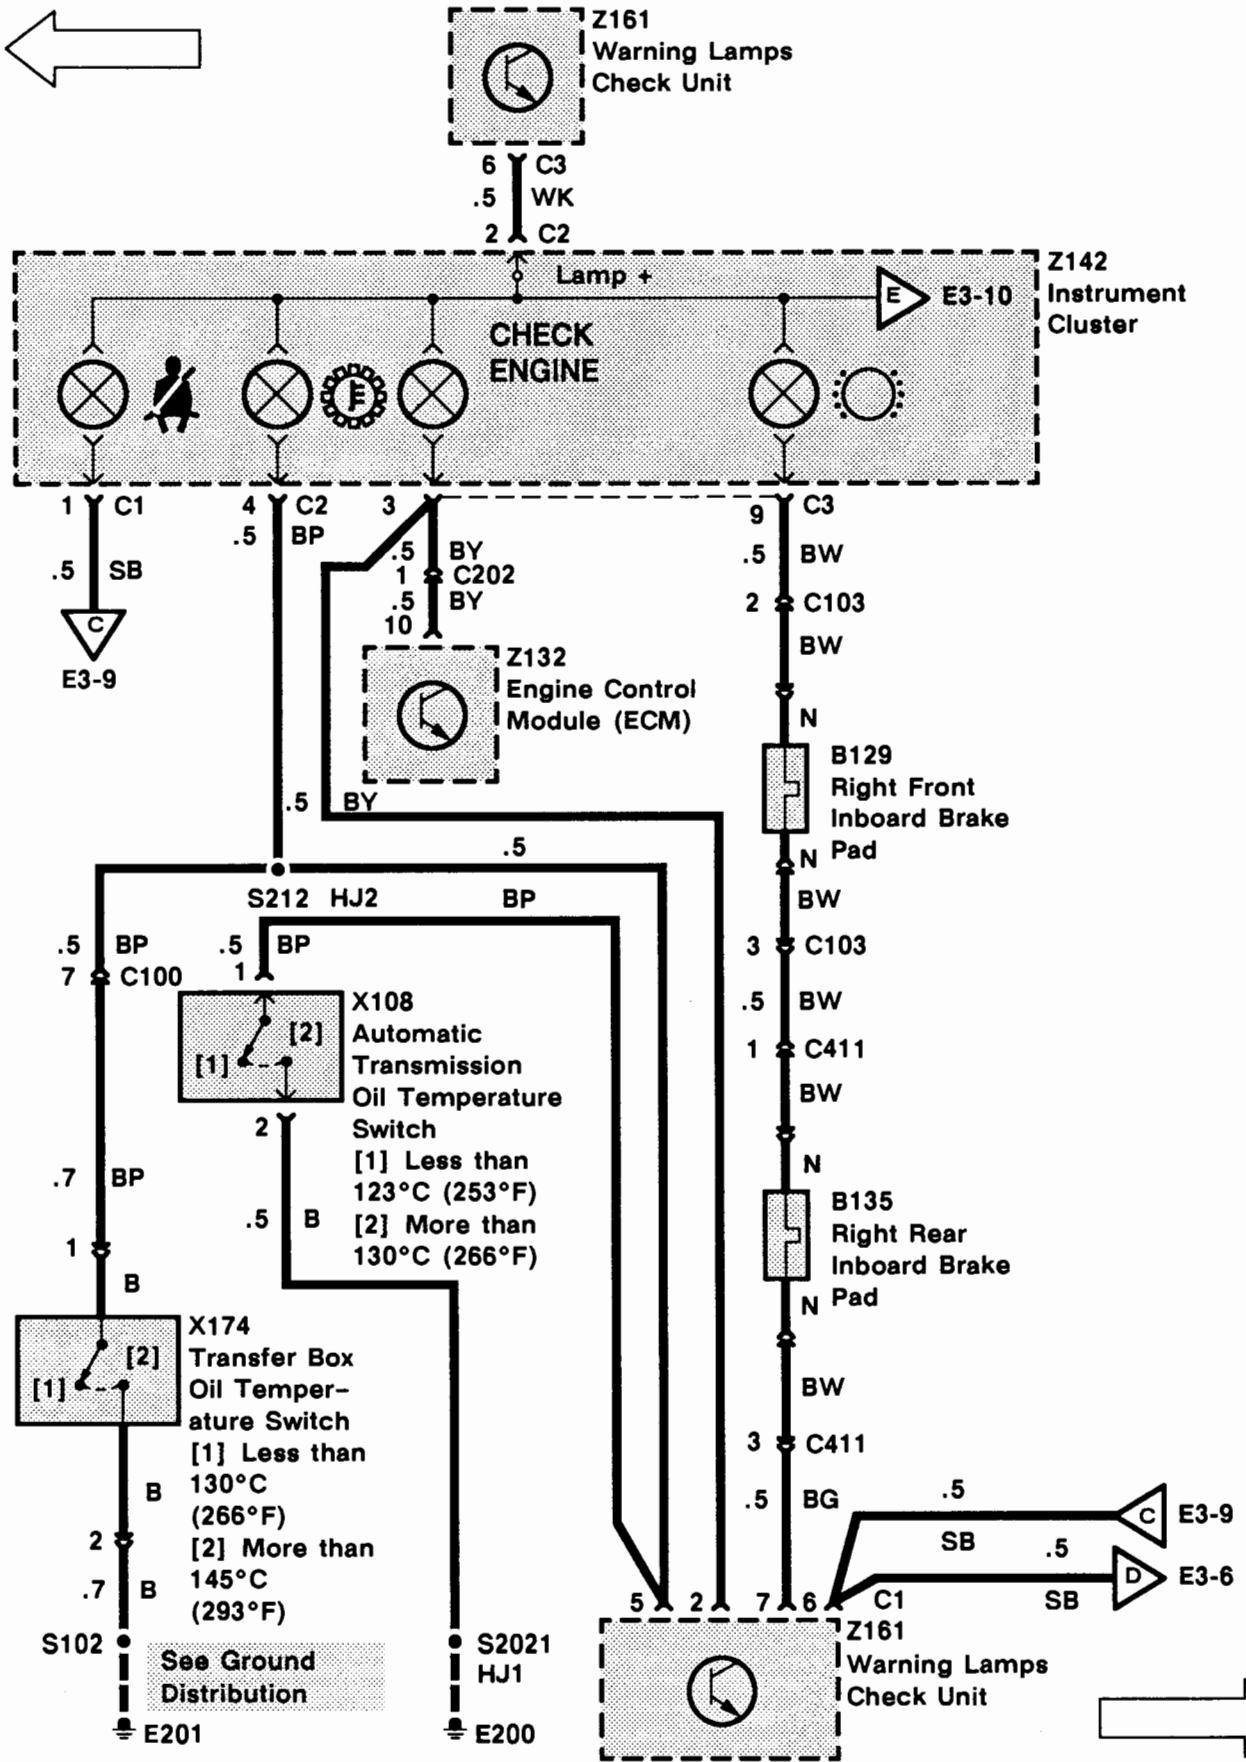 Z161
Warning Lamps
Check Unit
6 C3
.5 WK
2 C2
Lamp +
E E3-10
Z142
Instrument
Cluster
CHECK
ENGINE
1 C1
4 C2
3
9 C3
.5 BP
.5 SB
C
E3-9
.5 BY
1 C202
.5 BY
10
Z132
Engine Control
Module (ECM)
.5 BW
2 C103
BW
N
B129
Right Front
Inboard Brake
Pad
N
BW
3 C103
.5 BW
1 C411
BW
N
B135
Right Rear
Inboard Brake
Pad
N
BW
3 C411
.5 BG
.5 BY
.5
BP
S212 HJ2
.5 BP
7 C100
.5 BP
1
[2]
[1]
X108
Automatic
Transmission
Oil Temperature
Switch
[1] Less than
123°C (253°F)
[2] More than
130°C (266°F)
2
.5 B
.7 BP
1
B
[2]
[1]
X174
Transfer Box
Oil Temper-
ature Switch
[1] Less than
130°C
(266°F)
[2] More than
145°C
(293°F)
B
2
.7 B
S102
See Ground
Distribution
E201
S2021
HJ1
E200
.5
SB
C E3-9
.5
SB
D E3-6
5 2 7 6 C1
Z161
Warning Lamps
Check Unit